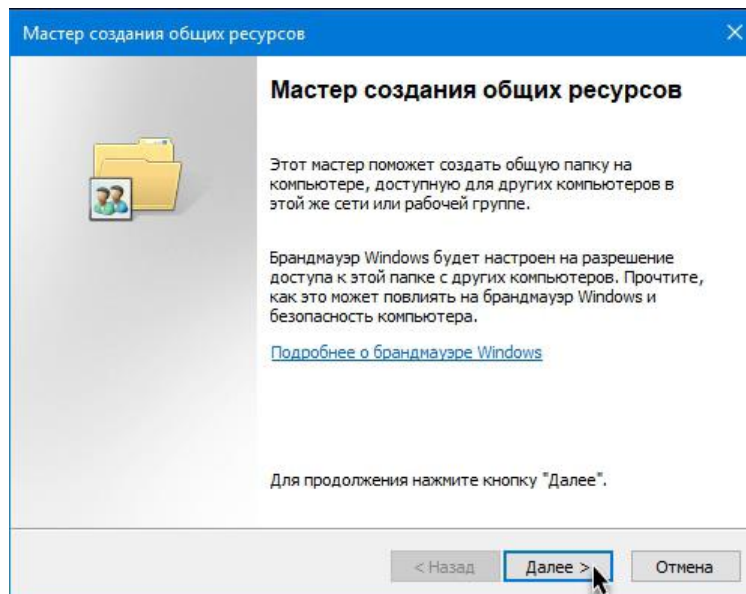 Мастер создания общих ресурсов
Мастер создания общих ресурсов
Этот мастер поможет создать общую папку на
компьютере, доступную для других компьютеров в
этой же сети или рабочей группе.
Брандмауэр Windows будет настроен на разрешение
доступа к этой папке с других компьютеров. Прочтите,
как это может повлиять на брандмауэр Windows и
безопасность компьютера.
Подробнее о брандмауэре Windows
Для продолжения нажмите кнопку "Далее".
< Назад Далее > Отмена